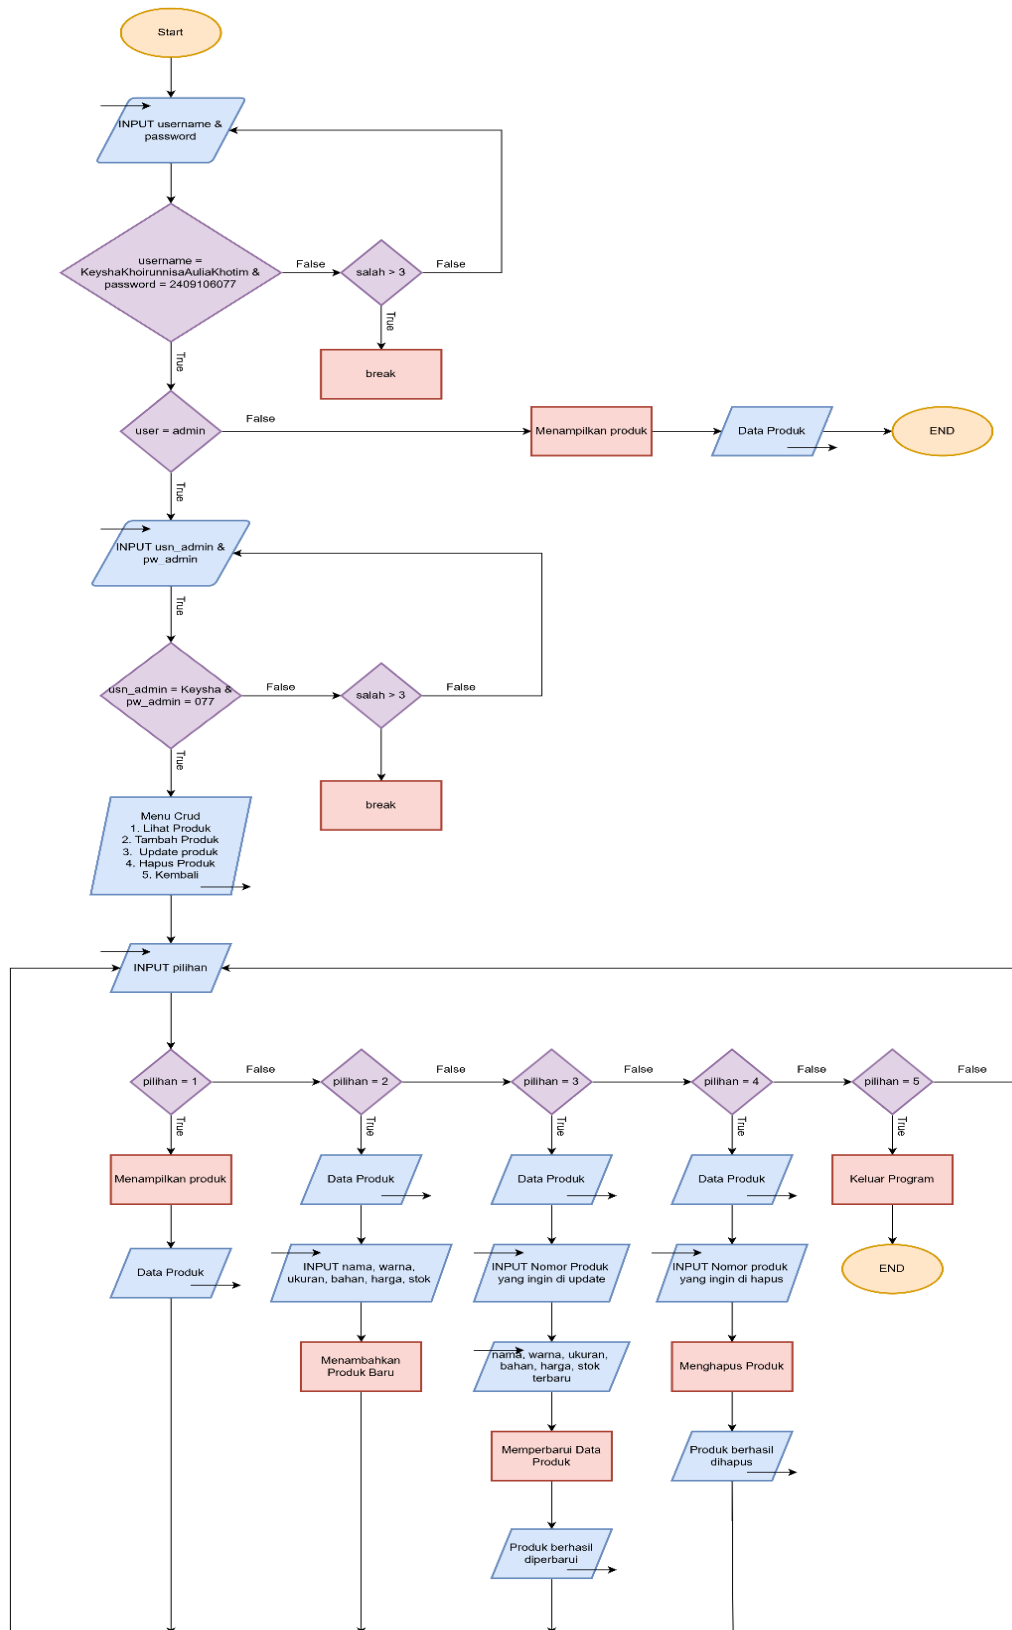 Start
INPUT username &
password
username =
KeyshaKhoirunnisaAuliaKhotim &
password = 2409106077
False
salah > 3
False
True
break
True
user = admin
False
Menampilkan produk
Data Produk
END
True
INPUT usn_admin &
pw_admin
True
usn_admin = Keysha &
pw_admin = 077
False
salah > 3
False
True
break
Menu Crud
1. Lihat Produk
2. Tambah Produk
3. Update produk
4. Hapus Produk
5. Kembali
INPUT pilihan
pilihan = 1
False
pilihan = 2
False
pilihan = 3
False
pilihan = 4
False
pilihan = 5
False
True
True
True
True
True
Menampilkan produk
Data Produk
Data Produk
Data Produk
Keluar Program
Data Produk
INPUT nama, warna,
ukuran, bahan, harga, stok
INPUT Nomor Produk
yang ingin di update
INPUT Nomor produk
yang ingin di hapus
END
Menambahkan
Produk Baru
nama, warna, ukuran,
bahan, harga, stok
terbaru
Menghapus Produk
Memperbarui Data
Produk
Produk berhasil
dihapus
Produk berhasil
diperbarui